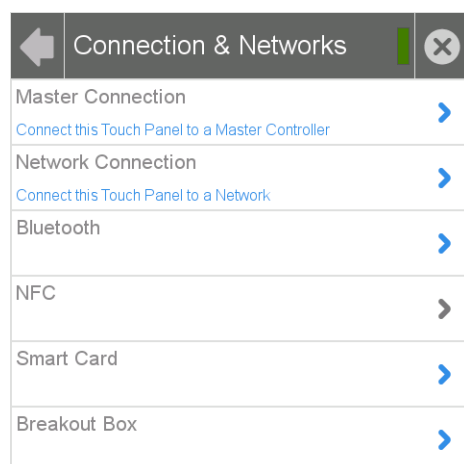 Connection & Networks
Master Connection
Connect this Touch Panel to a Master Controller
Network Connection
Connect this Touch Panel to a Network
Bluetooth
NFC
Smart Card
Breakout Box